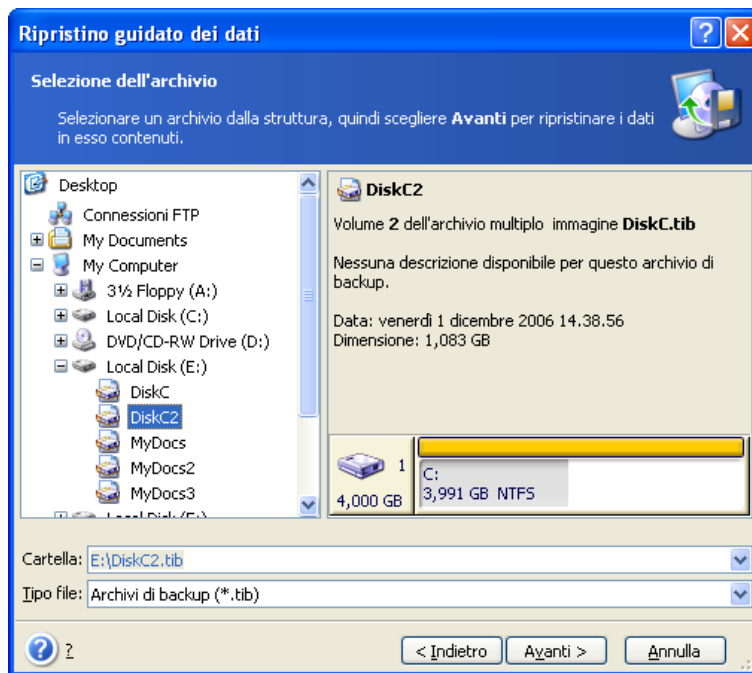 Ripristino guidato dei dati
Selezione dell'archivio
Selezionare un archivio dalla struttura, quindi scegliere Avanti per ripristinare i dati
in esso contenuti.
Desktop
Connessioni FTP
My Documents
My Computer
3½ Floppy (A:)
Local Disk (C:)
DVD/CD-RW Drive (D:)
Local Disk (E:)
DiskC
DiskC2
MyDocs
MyDocs2
MyDocs3
Local Disk (F:)
DiskC2
Volume 2 dell'archivio multiplo immagine DiskC.tib
Nessuna descrizione disponibile per questo archivio di
backup.
Data: venerdì 1 dicembre 2006 14.38.56
Dimensione: 1,083 GB
1
4,000 GB
C:
3,991 GB NTFS
Cartella: E:\DiskC2.tib
Tipo file: Archivi di backup (*.tib)
?
< Indietro
Avanti >
Annulla